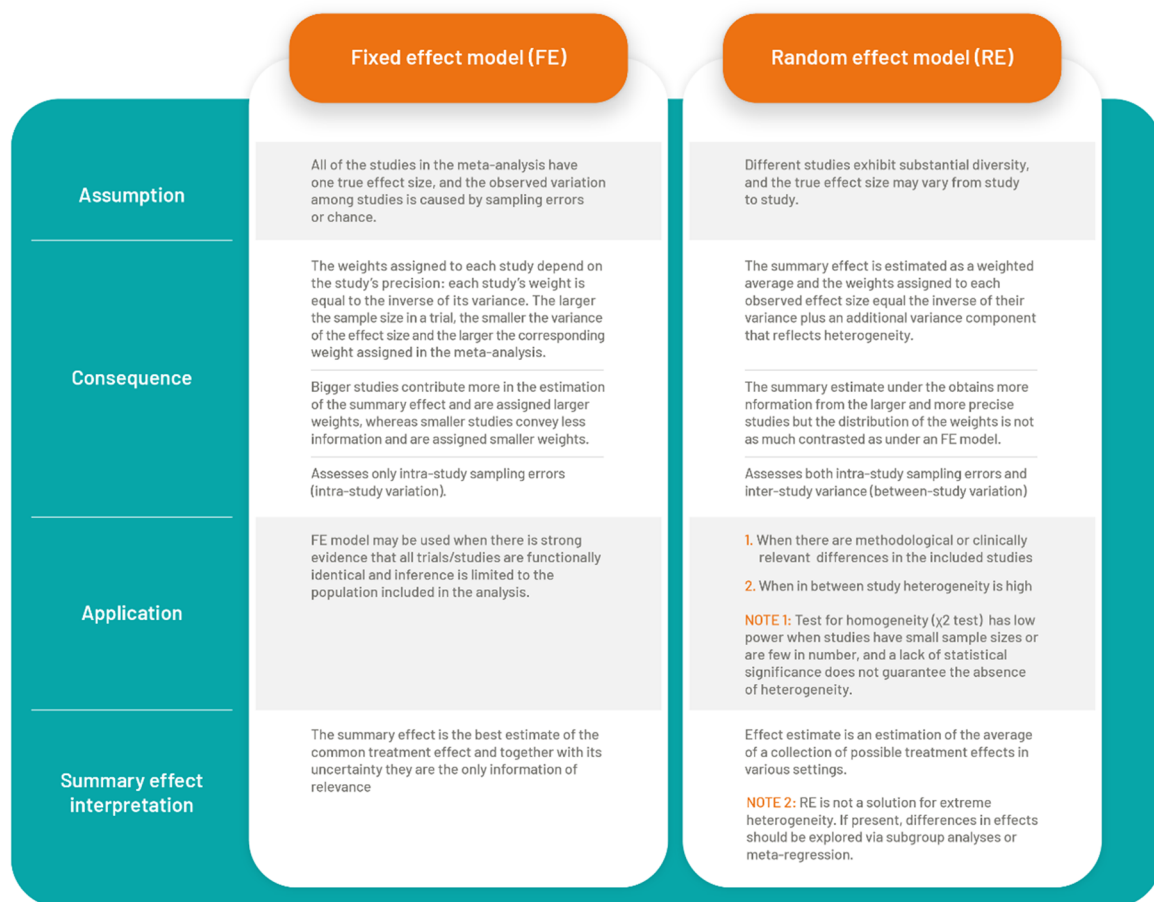 Fixed effect model (FE)
Random effect model (RE)
Assumption
All of the studies in the meta-analysis have
one true effect size, and the observed variation
among studies is caused by sampling errors
or chance.
Different studies exhibit substantial diversity,
and the true effect size may vary from study
to study.
Consequence
The weights assigned to each study depend on
the study's precision: each study's weight is
equal to the inverse of its variance. The larger
the sample size in a trial, the smaller the variance
of the effect size and the larger the corresponding
weight assigned in the meta-analysis.
The summary effect is estimated as a weighted
average and the weights assigned to each
observed effect size equal the inverse of their
variance plus an additional variance component
that reflects heterogeneity.
Bigger studies contribute more in the estimation
of the summary effect and are assigned larger
weights, whereas smaller studies convey less
information and are assigned smaller weights.
The summary estimate under the obtains more
nformation from the larger and more precise
studies but the distribution of the weights is not
as much contrasted as under an FE model.
Assesses only intra-study sampling errors
(intra-study variation).
Assesses both intra-study sampling errors and
inter-study variance (between-study variation)
Application
FE model may be used when there is strong
evidence that all trials/studies are functionally
identical and inference is limited to the
population included in the analysis.
1. When there are methodological or clinically
relevant differences in the included studies
2. When in between study heterogeneity is high
NOTE 1: Test for homogeneity (χ2 test) has low
power when studies have small sample sizes or
are few in number, and a lack of statistical
significance does not guarantee the absence
of heterogeneity.
Summary effect
interpretation
The summary effect is the best estimate of the
common treatment effect and together with its
uncertainty they are the only information of
relevance
Effect estimate is an estimation of the average
of a collection of possible treatment effects in
various settings.
NOTE 2: RE is not a solution for extreme
heterogeneity. If present, differences in effects
should be explored via subgroup analyses or
meta-regression.